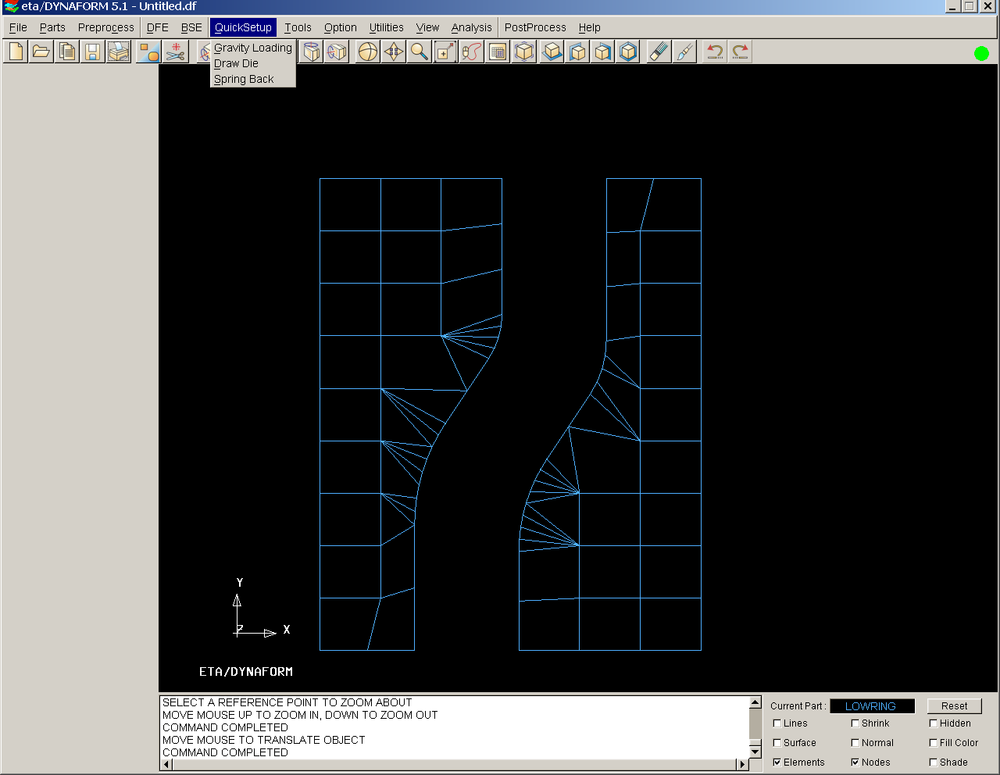 eta/DYNAFORM 5.1 - Untitled.df
File Parts Preprocess DFE BSE QuickSetup Tools Option Utilities View Analysis PostProcess Help
Gravity Loading
Draw Die
Spring Back
Y
Z
X
ETA/DYNAFORM
SELECT A REFERENCE POINT TO ZOOM ABOUT
MOVE MOUSE UP TO ZOOM IN, DOWN TO ZOOM OUT
COMMAND COMPLETED
MOVE MOUSE TO TRANSLATE OBJECT
COMMAND COMPLETED
Current Part : LOWRING Reset
Lines Shrink Hidden
Surface Normal Fill Color
Elements Nodes Shade